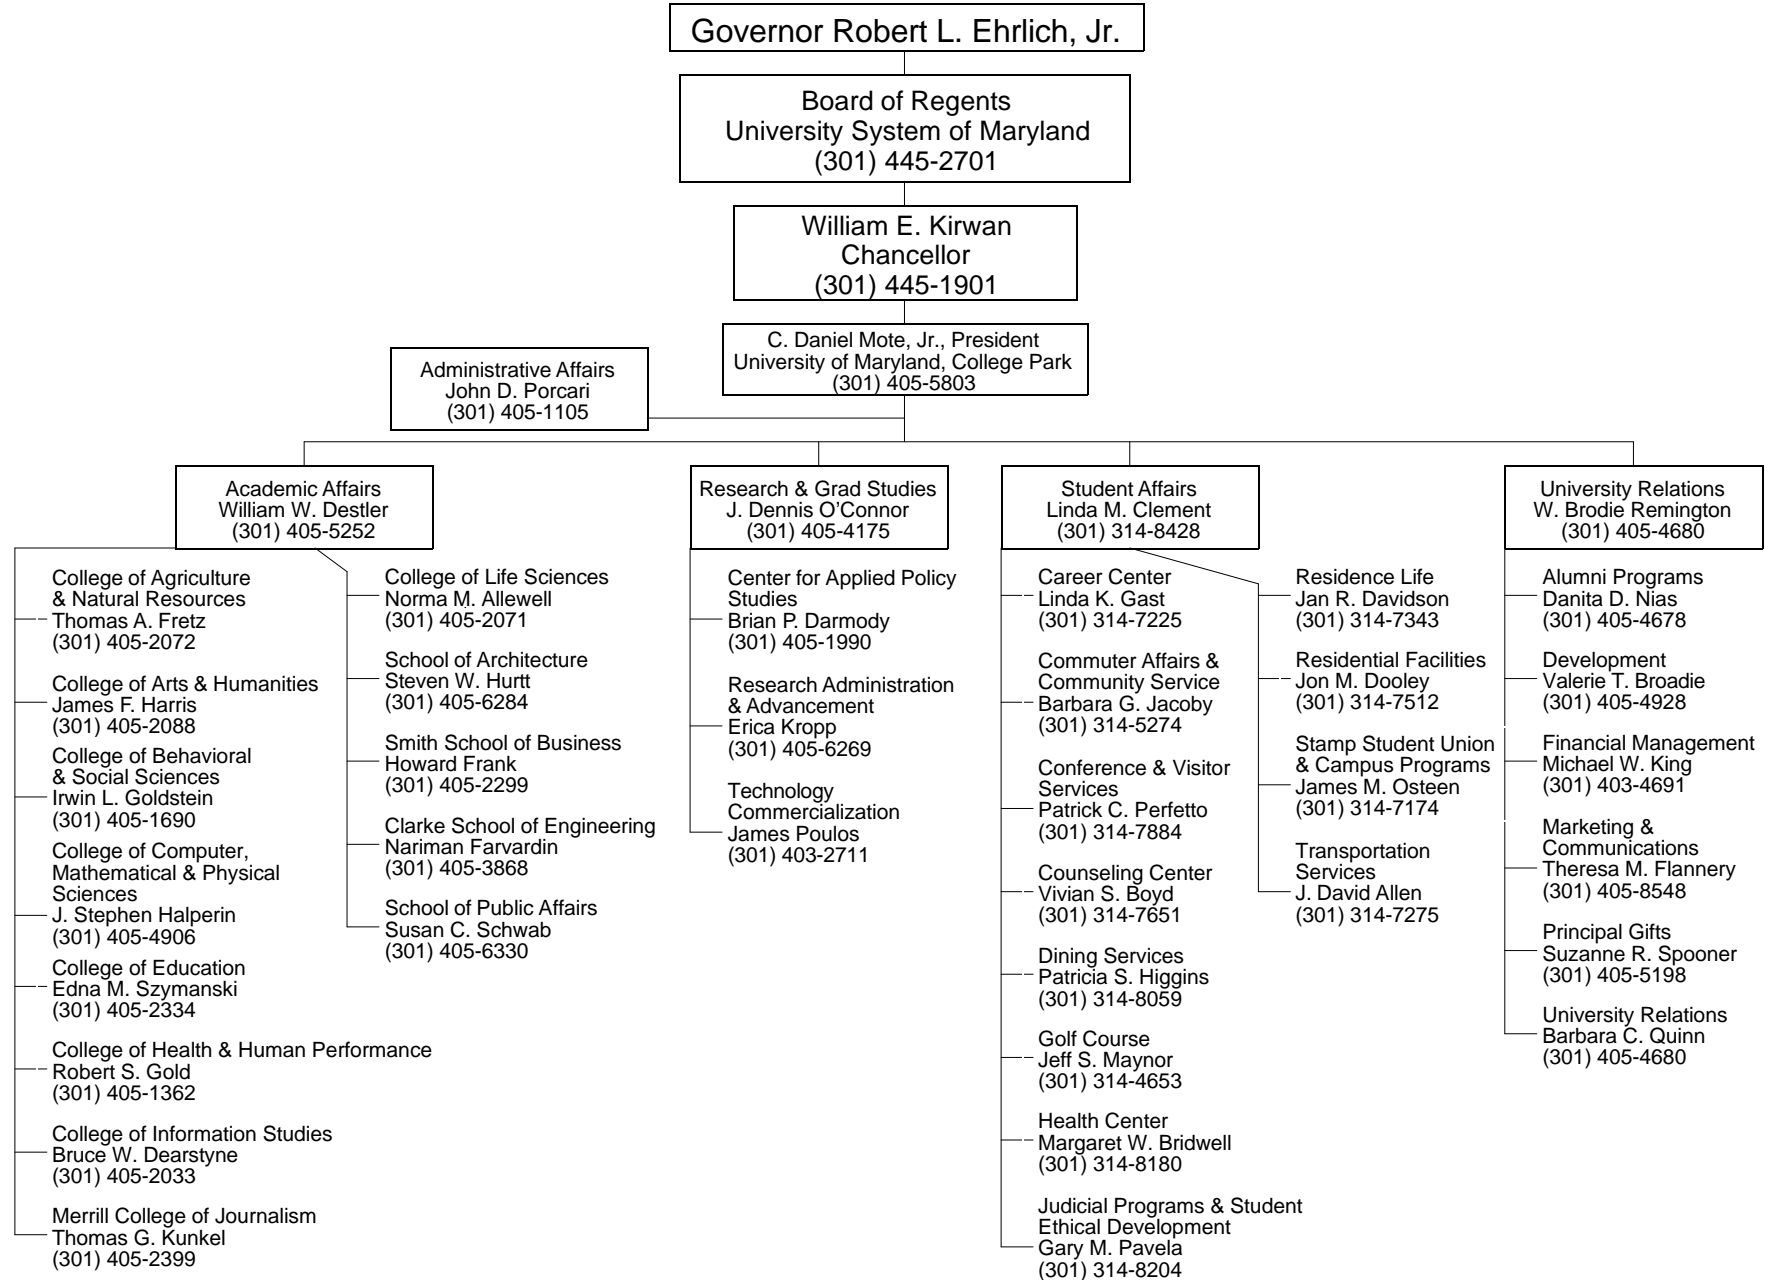 Governor Robert L. Ehrlich, Jr.
Board of Regents
University System of Maryland
(301) 445-2701
William E. Kirwan
Chancellor
(301) 445-1901
C. Daniel Mote, Jr., President
University of Maryland, College Park
(301) 405-5803
Administrative Affairs
John D. Porcari
(301) 405-1105
Academic Affairs
William W. Destler
(301) 405-5252
College of Agriculture
& Natural Resources
Thomas A. Fretz
(301) 405-2072
College of Arts & Humanities
James F. Harris
(301) 405-2088
College of Behavioral
& Social Sciences
Irwin L. Goldstein
(301) 405-1690
College of Computer,
Mathematical & Physical
Sciences
J. Stephen Halperin
(301) 405-4906
College of Education
Edna M. Szymanski
(301) 405-2334
College of Health & Human Performance
Robert S. Gold
(301) 405-1362
College of Information Studies
Bruce W. Dearstyne
(301) 405-2033
Merrill College of Journalism
Thomas G. Kunkel
(301) 405-2399
College of Life Sciences
Norma M. Allewell
(301) 405-2071
School of Architecture
Steven W. Hurtt
(301) 405-6284
Smith School of Business
Howard Frank
(301) 405-2299
Clarke School of Engineering
Nariman Farvardin
(301) 405-3868
School of Public Affairs
Susan C. Schwab
(301) 405-6330
Research & Grad Studies
J. Dennis O’Connor
(301) 405-4175
Center for Applied Policy
Studies
Brian P. Darmody
(301) 405-1990
Research Administration
& Advancement
Erica Kropp
(301) 405-6269
Technology
Commercialization
James Poulos
(301) 403-2711
Student Affairs
Linda M. Clement
(301) 314-8428
Career Center
Linda K. Gast
(301) 314-7225
Commuter Affairs &
Community Service
Barbara G. Jacoby
(301) 314-5274
Conference & Visitor
Services
Patrick C. Perfetto
(301) 314-7884
Counseling Center
Vivian S. Boyd
(301) 314-7651
Dining Services
Patricia S. Higgins
(301) 314-8059
Golf Course
Jeff S. Maynor
(301) 314-4653
Health Center
Margaret W. Bridwell
(301) 314-8180
Judicial Programs & Student
Ethical Development
Gary M. Pavela
(301) 314-8204
Residence Life
Jan R. Davidson
(301) 314-7343
Residential Facilities
Jon M. Dooley
(301) 314-7512
Stamp Student Union
& Campus Programs
James M. Osteen
(301) 314-7174
Transportation
Services
J. David Allen
(301) 314-7275
University Relations
W. Brodie Remington
(301) 405-4680
Alumni Programs
Danita D. Nias
(301) 405-4678
Development
Valerie T. Broadie
(301) 405-4928
Financial Management
Michael W. King
(301) 403-4691
Marketing &
Communications
Theresa M. Flannery
(301) 405-8548
Principal Gifts
Suzanne R. Spooner
(301) 405-5198
University Relations
Barbara C. Quinn
(301) 405-4680